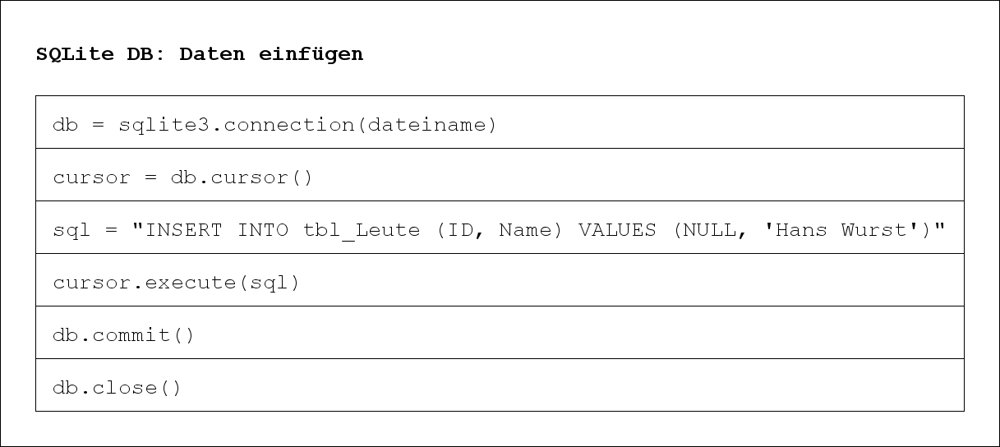 SQLite DB: Daten einfügen
db = sqlite3.connection(dateiname)
cursor = db.cursor()
sql = "INSERT INTO tbl_Leute (ID, Name) VALUES (NULL, 'Hans Wurst')"
cursor.execute(sql)
db.commit()
db.close()